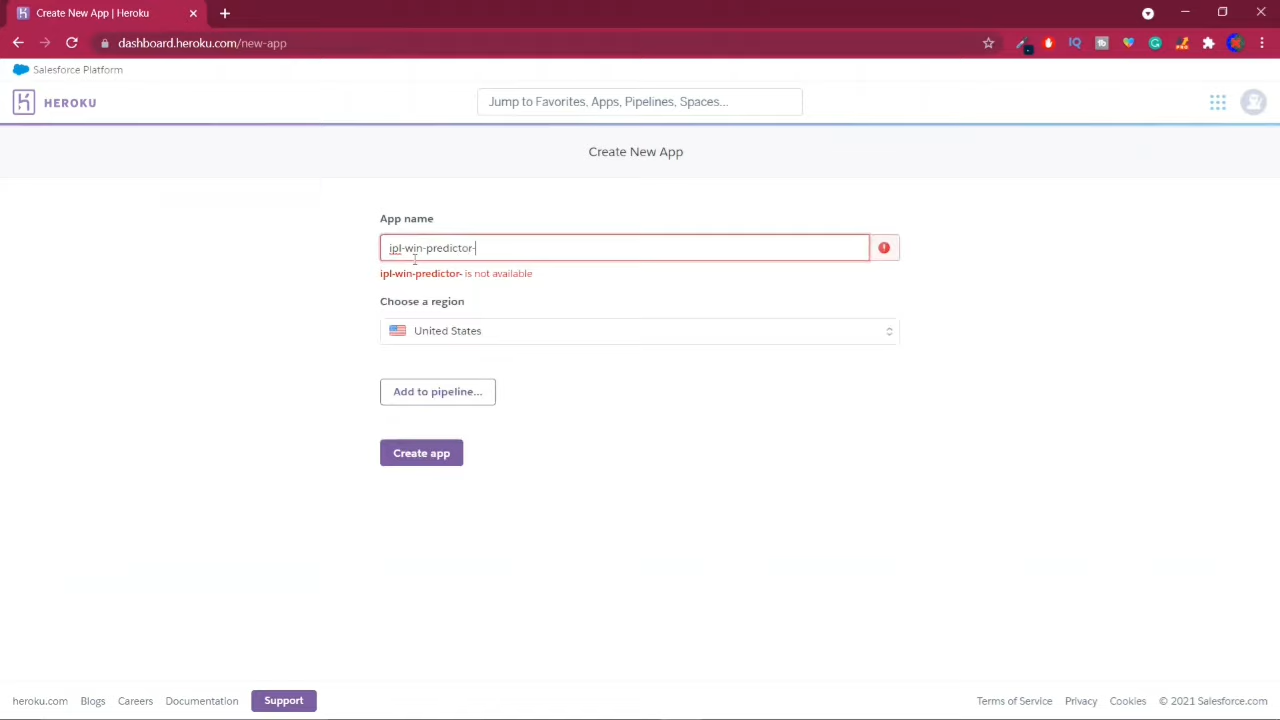 Create New App | Heroku
dashboard.heroku.com/new-app
Salesforce Platform
HEROKU
Jump to Favorites, Apps, Pipelines, Spaces...
Create New App
App name
ipl-win-predictor-
ipl-win-predictor- is not available
Choose a region
United States
Add to pipeline...
Create app
heroku.com Blogs Careers Documentation Support Terms of Service Privacy Cookies © 2021 Salesforce.com